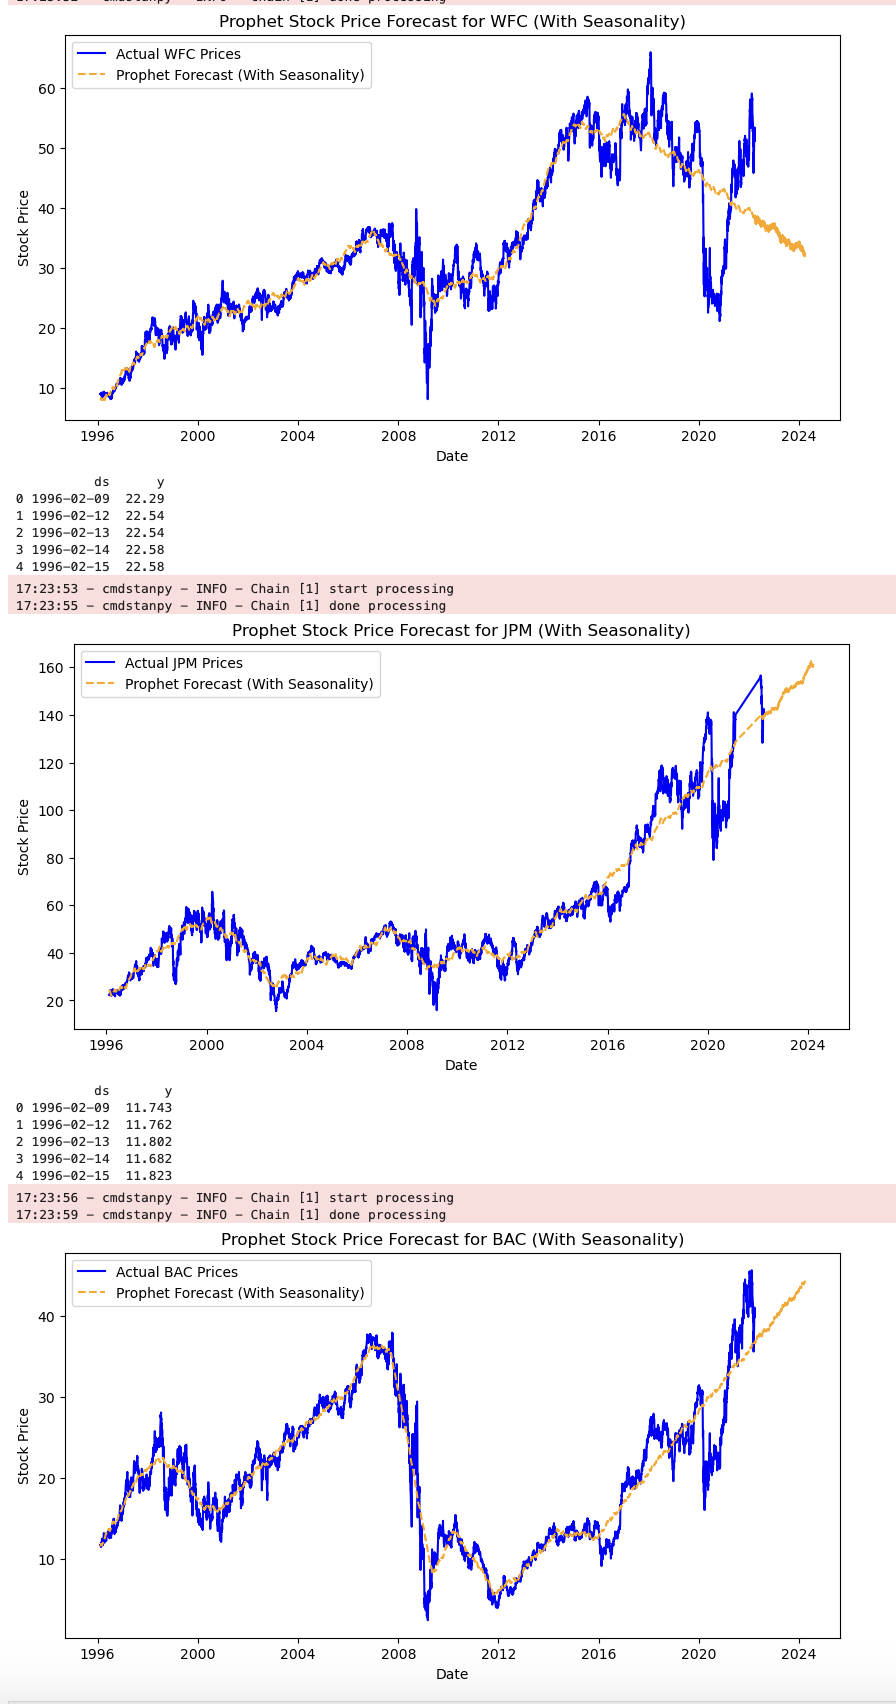 17:23:52 - cmdstanpy - INFO - Chain [1] done processing
Prophet Stock Price Forecast for WFC (With Seasonality)
Actual WFC Prices
Prophet Forecast (With Seasonality)
60
50
40
30
20
10
Stock Price
1996 2000 2004 2008 2012 2016 2020 2024
Date
ds y
0 1996-02-09 22.29
1 1996-02-12 22.54
2 1996-02-13 22.54
3 1996-02-14 22.58
4 1996-02-15 22.58
17:23:53 - cmdstanpy - INFO - Chain [1] start processing
17:23:55 - cmdstanpy - INFO - Chain [1] done processing
Prophet Stock Price Forecast for JPM (With Seasonality)
Actual JPM Prices
Prophet Forecast (With Seasonality)
160
140
120
100
80
60
40
20
Stock Price
1996 2000 2004 2008 2012 2016 2020 2024
Date
ds y
0 1996-02-09 11.743
1 1996-02-12 11.762
2 1996-02-13 11.802
3 1996-02-14 11.682
4 1996-02-15 11.823
17:23:56 - cmdstanpy - INFO - Chain [1] start processing
17:23:59 - cmdstanpy - INFO - Chain [1] done processing
Prophet Stock Price Forecast for BAC (With Seasonality)
Actual BAC Prices
Prophet Forecast (With Seasonality)
40
30
20
10
Stock Price
1996 2000 2004 2008 2012 2016 2020 2024
Date